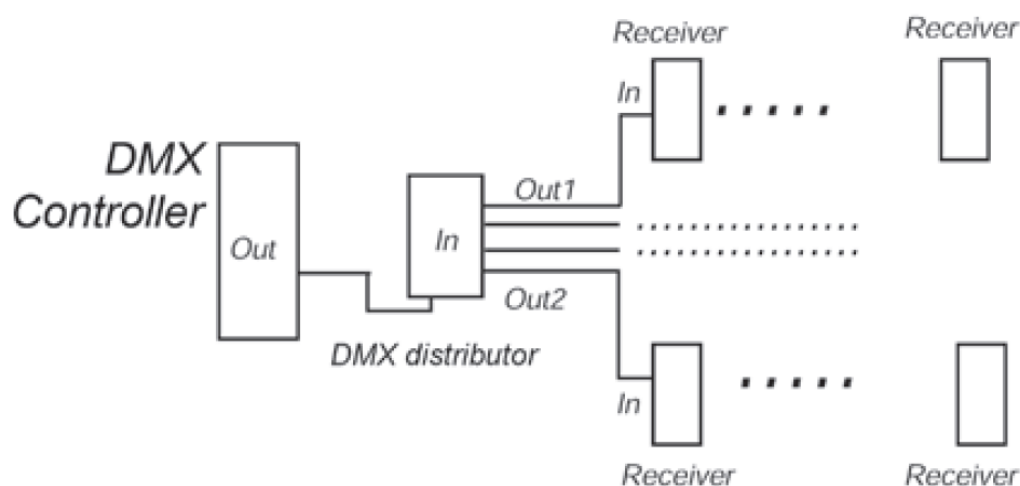 Receiver
Receiver
In
DMX
Controller
Out1
Out
In
Out2
DMX distributor
In
Receiver
Receiver